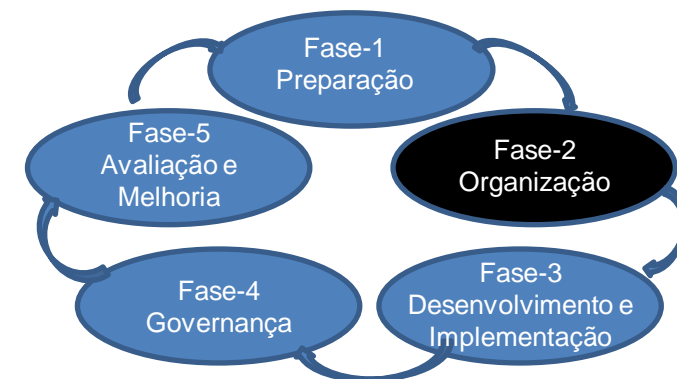 Fase-1
Preparação
Fase-2
Organização
Fase-3
Desenvolvimento e
Implementação
Fase-4
Governança
Fase-5
Avaliação e
Melhoria